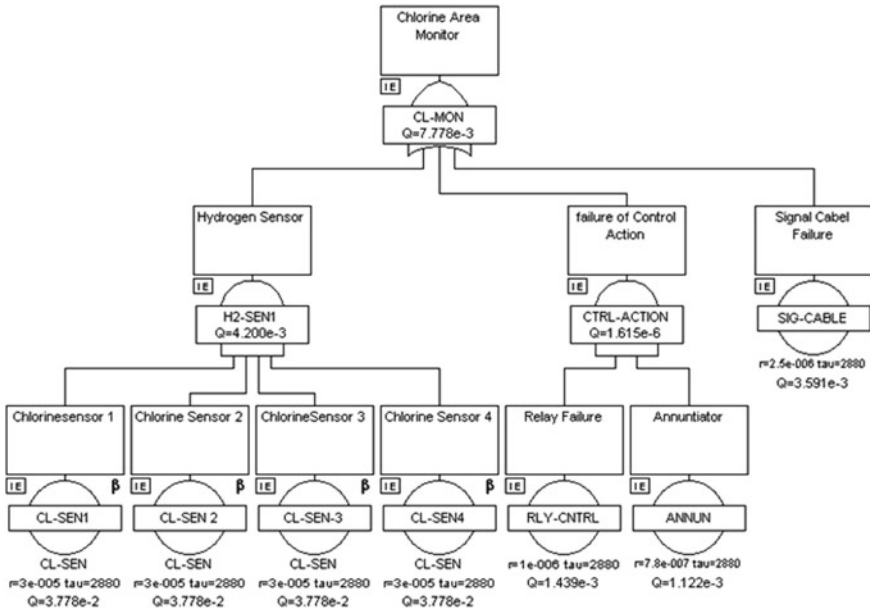 Chlorine Area
Monitor
IE
CL-MON
Q=7.778e-3
Hydrogen Sensor
IE
H2-SEN1
Q=4.200e-3
failure of Control
Action
IE
CTRL-ACTION
Q=1.615e-6
Signal Cabel
Failure
IE
SIG-CABLE
r=2.5e-006 tau=2880
Q=3.591e-3
Chlorinesensor 1
IE
β
CL-SEN1
CL-SEN
r=3e-005 tau=2880
Q=3.778e-2
Chlorine Sensor 2
IE
β
CL-SEN 2
CL-SEN
r=3e-005 tau=2880
Q=3.778e-2
ChlorineSensor 3
IE
β
CL-SEN-3
CL-SEN
r=3e-005 tau=2880
Q=3.778e-2
Chlorine Sensor 4
IE
β
CL-SEN4
CL-SEN
r=3e-005 tau=2880
Q=3.778e-2
Relay Failure
IE
RLY-CNTRL
r=1e-006 tau=2880
Q=1.439e-3
Annuntiator
IE
ANNUN
r=7.8e-007 tau=2880
Q=1.122e-3